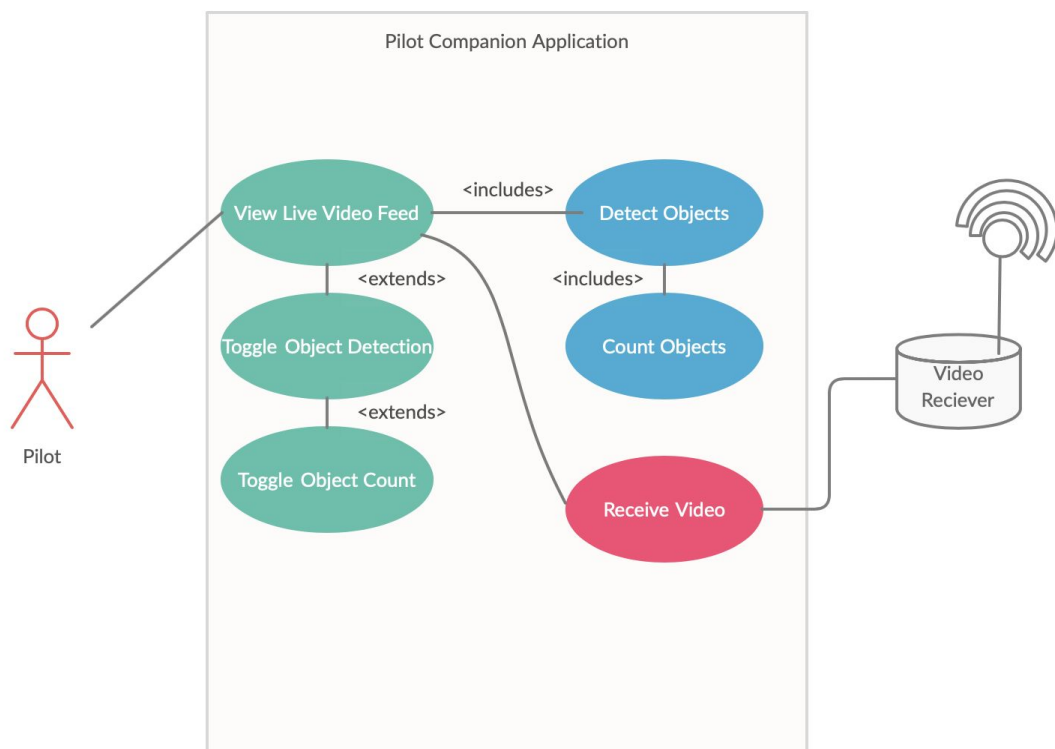 Pilot Companion Application
View Live Video Feed
<includes>
Detect Objects
<extends>
<includes>
Toggle Object Detection
Count Objects
<extends>
Toggle Object Count
Receive Video
Pilot
Video
Reciever